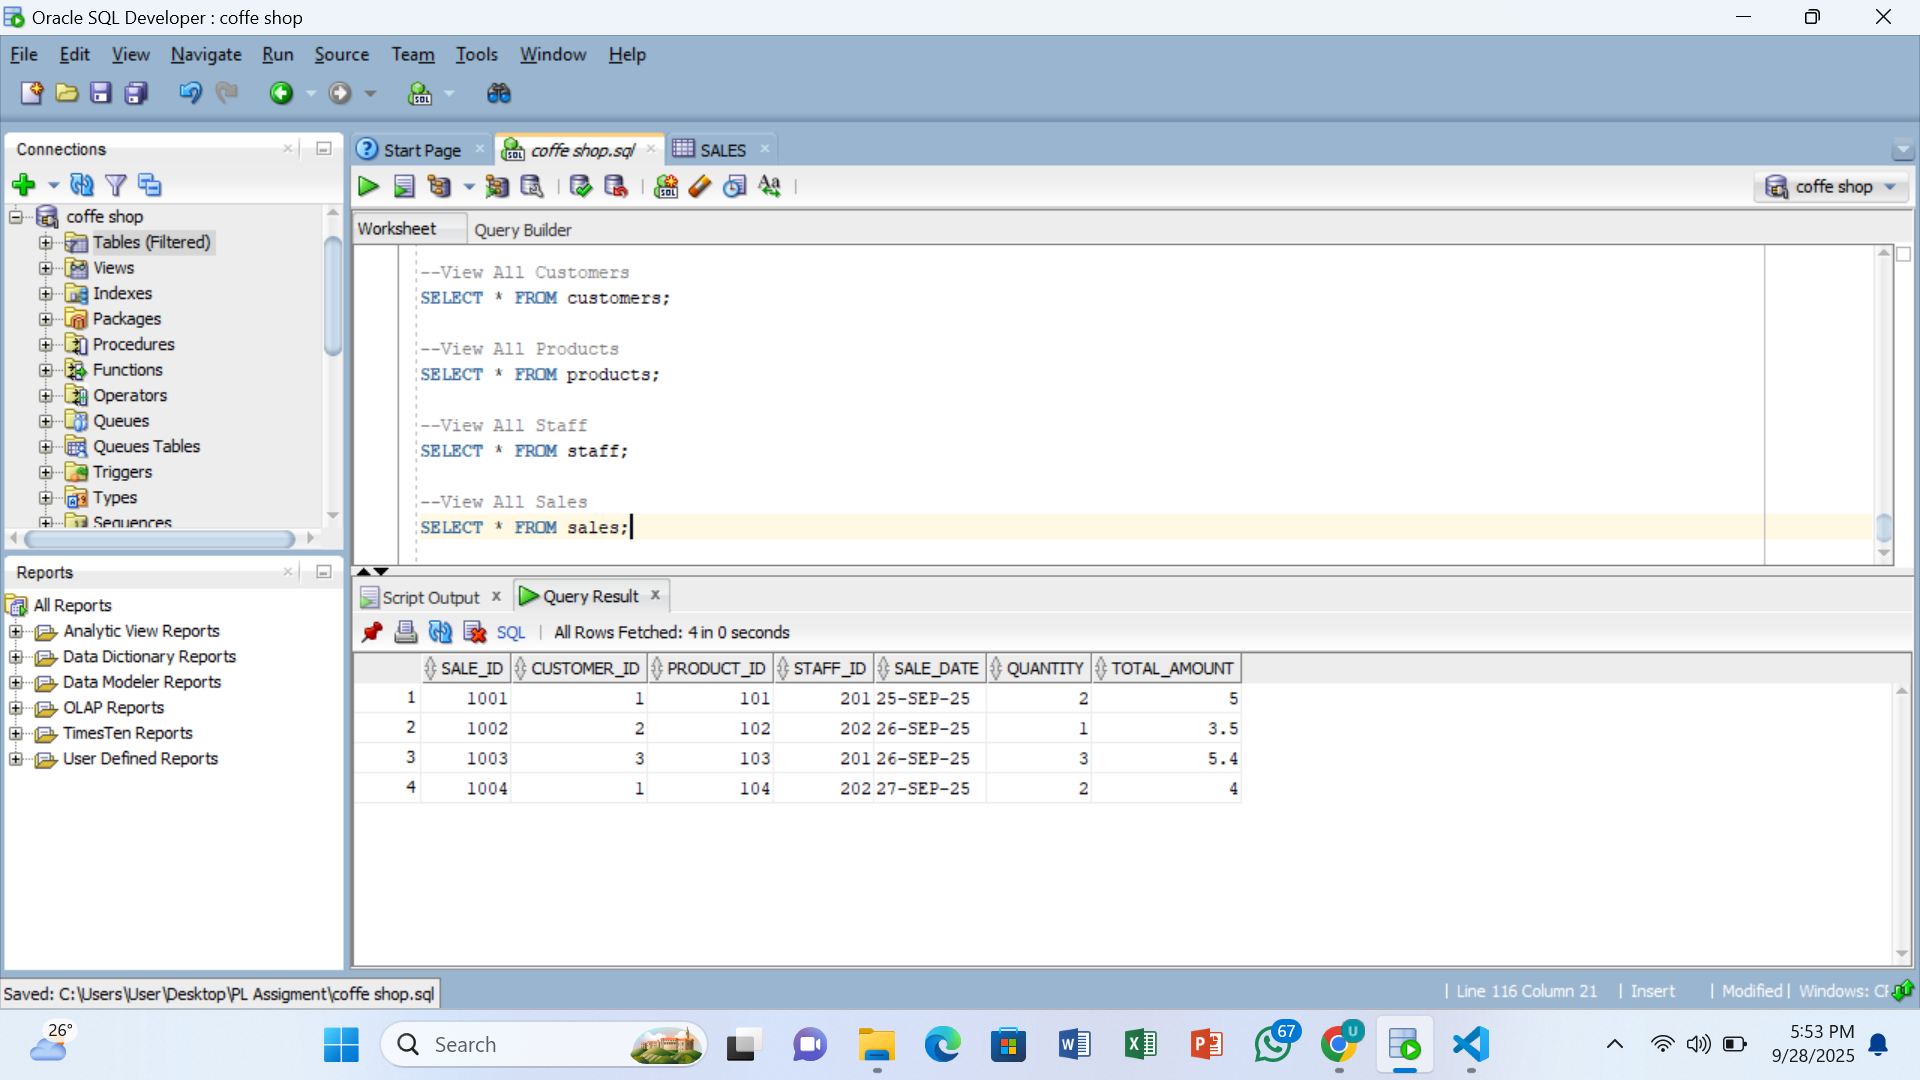 Oracle SQL Developer : coffe shop
File Edit View Navigate Run Source Team Tools Window Help
Connections
coffe shop
Tables (Filtered)
Views
Indexes
Packages
Procedures
Functions
Operators
Queues
Queues Tables
Triggers
Types
Sequences
Reports
All Reports
Analytic View Reports
Data Dictionary Reports
Data Modeler Reports
OLAP Reports
TimesTen Reports
User Defined Reports
Start Page coffe shop.sql SALES
coffe shop
Worksheet Query Builder
--View All Customers
SELECT * FROM customers;
--View All Products
SELECT * FROM products;
--View All Staff
SELECT * FROM staff;
--View All Sales
SELECT * FROM sales;
Script Output Query Result
SQL | All Rows Fetched: 4 in 0 seconds
SALE_ID CUSTOMER_ID PRODUCT_ID STAFF_ID SALE_DATE QUANTITY TOTAL_AMOUNT
1 1001 1 101 201 25-SEP-25 2 5
2 1002 2 102 202 26-SEP-25 1 3.5
3 1003 3 103 201 26-SEP-25 3 5.4
4 1004 1 104 202 27-SEP-25 2 4
Saved: C:\Users\User\Desktop\PL Assigment\coffe shop.sql
| Line 116 Column 21 | Insert | Modified | Windows: CF
26°
Search
67
U
5:53 PM
9/28/2025